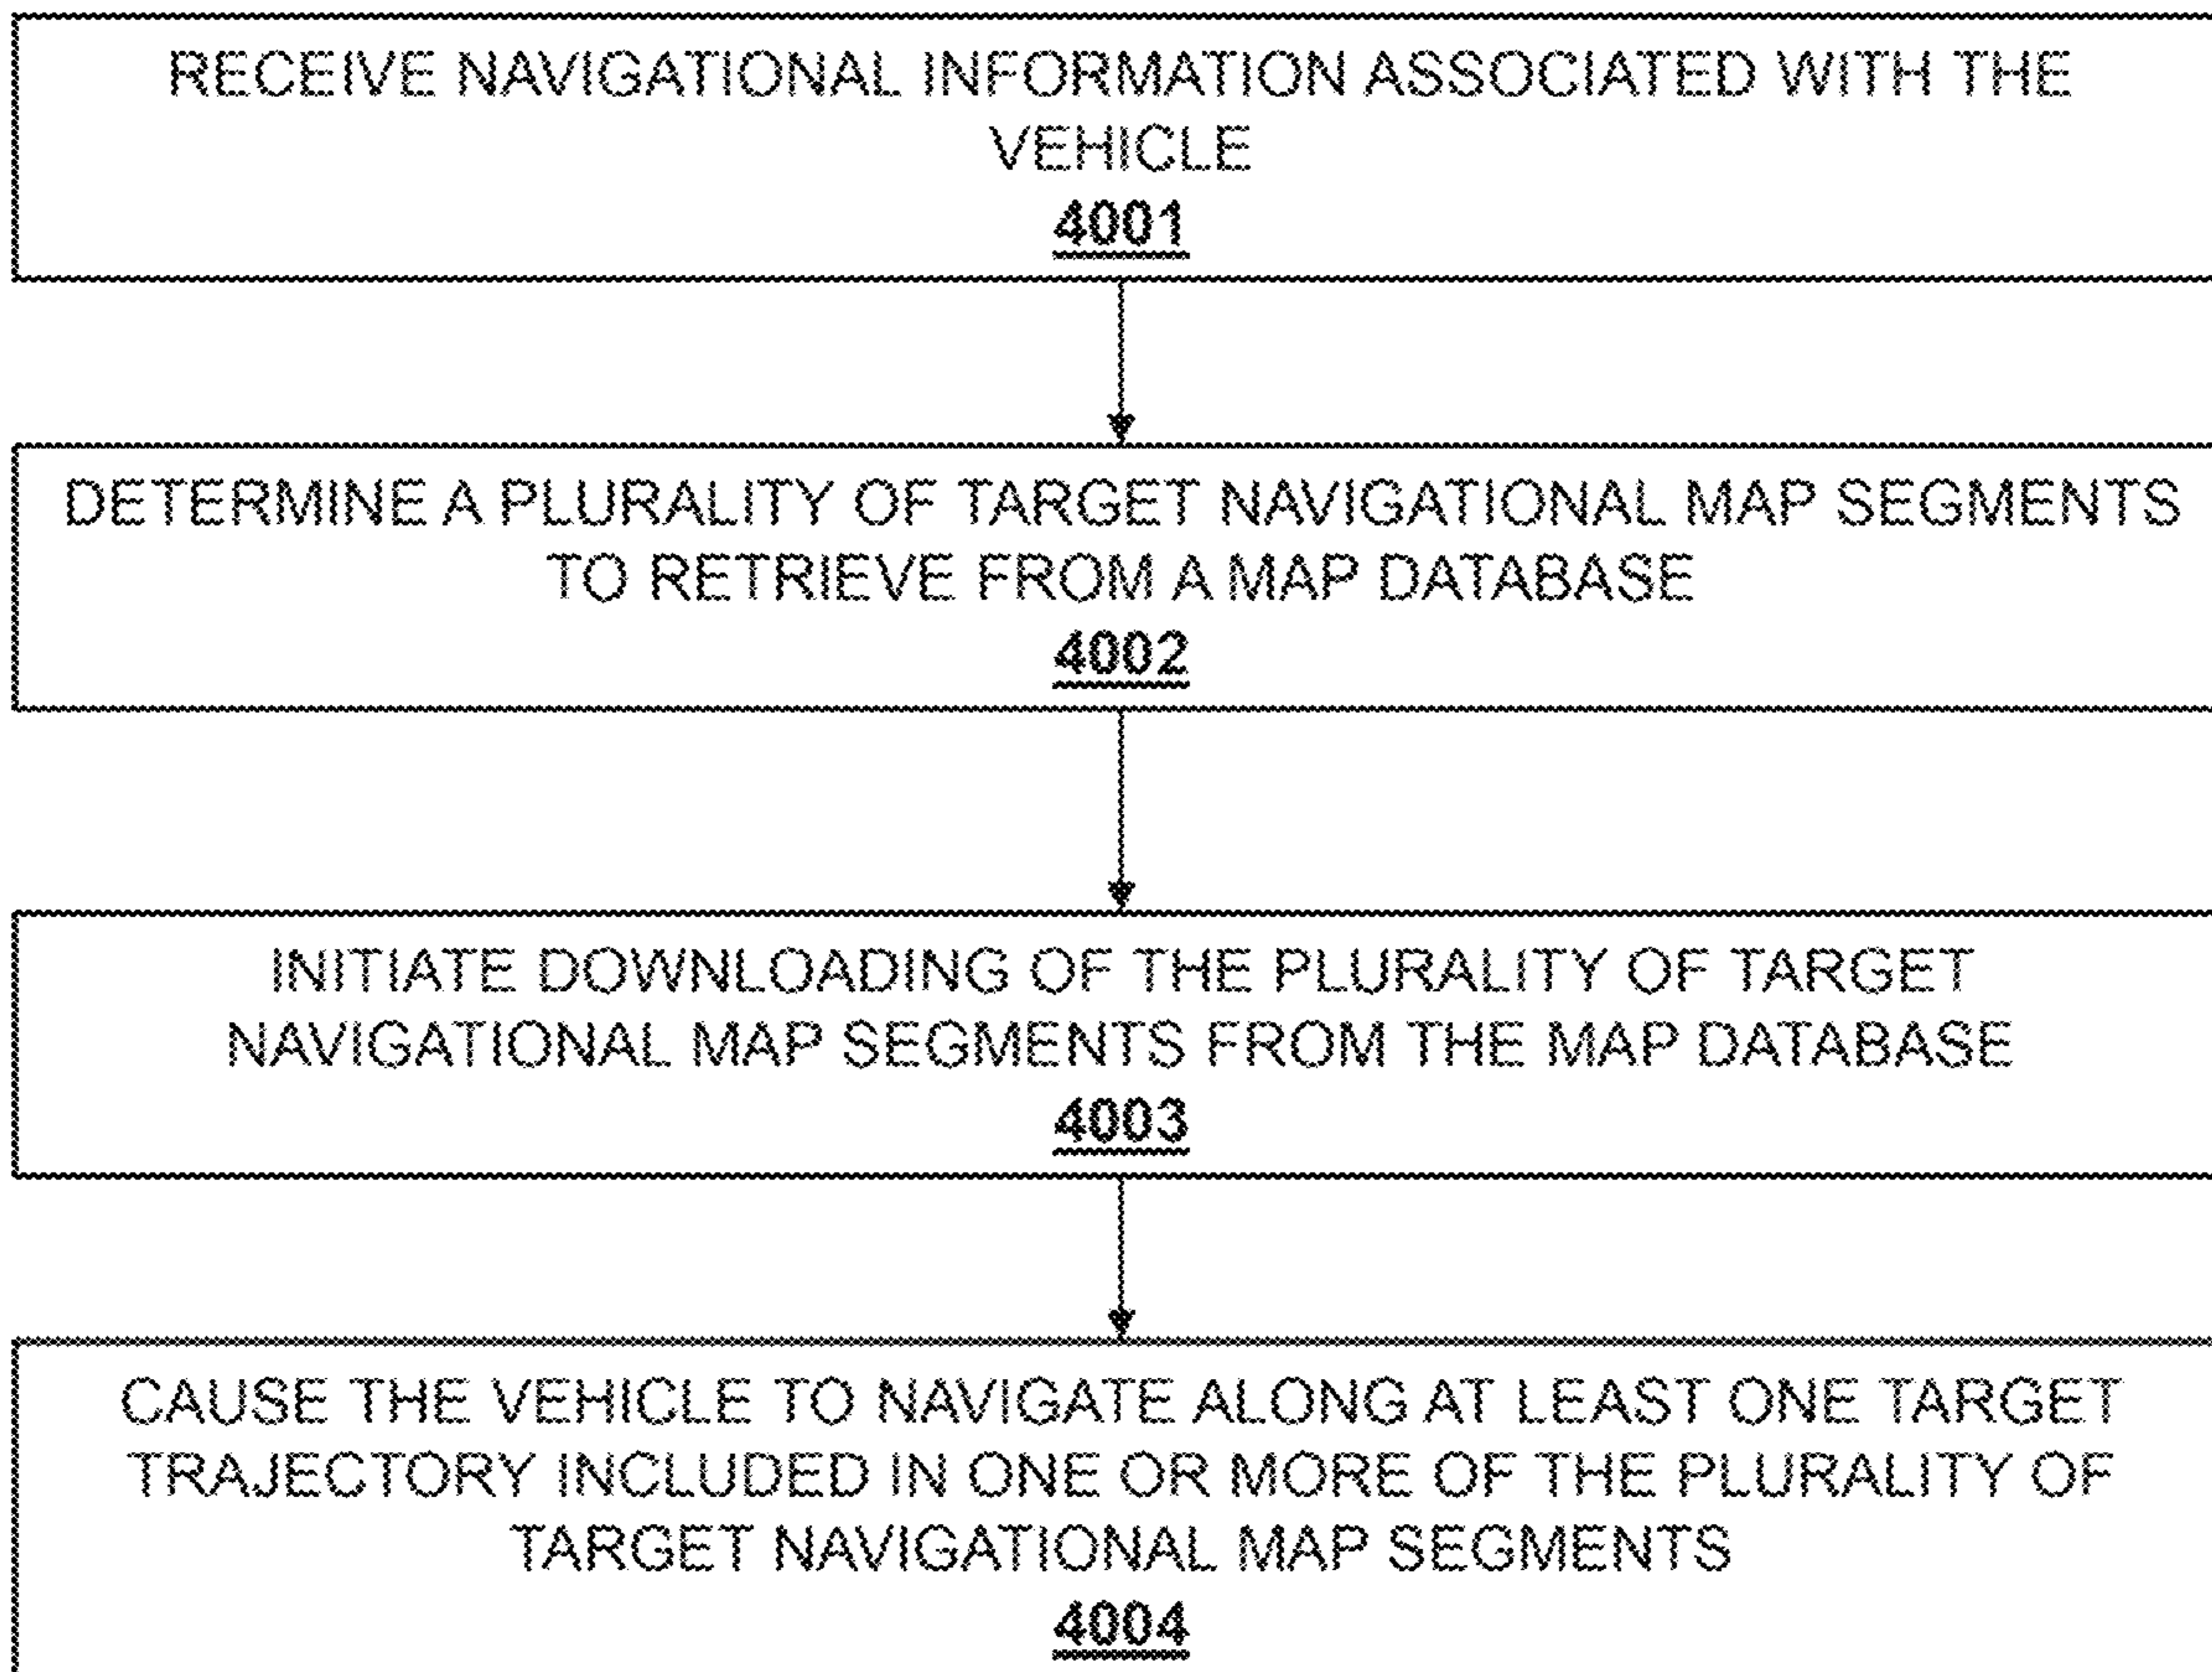 RECEIVE NAVIGATIONAL INFORMATION ASSOCIATED WITH THE
VEHICLE
4001
DETERMINE A PLURALITY OF TARGET NAVIGATIONAL MAP SEGMENTS
TO RETRIEVE FROM A MAP DATABASE
4002
INITIATE DOWNLOADING OF THE PLURALITY OF TARGET
NAVIGATIONAL MAP SEGMENTS FROM THE MAP DATABASE
4003
CAUSE THE VEHICLE TO NAVIGATE ALONG AT LEAST ONE TARGET
TRAJECTORY INCLUDED IN ONE OR MORE OF THE PLURALITY OF
TARGET NAVIGATIONAL MAP SEGMENTS
4004